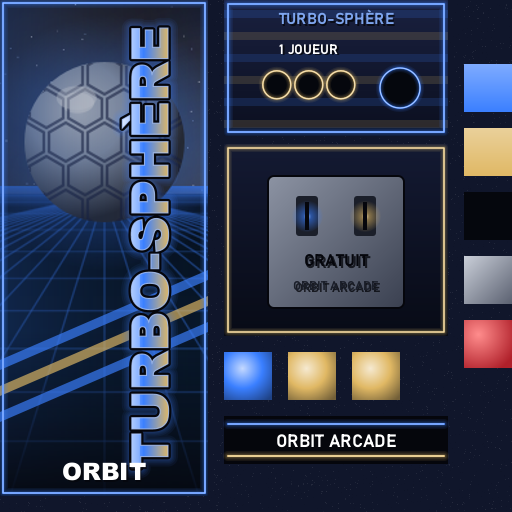 TURBO-SPHÈRE
ORBIT
TURBO-SPHÈRE
1 JOUEUR
GRATUIT
ORBIT ARCADE
ORBIT ARCADE